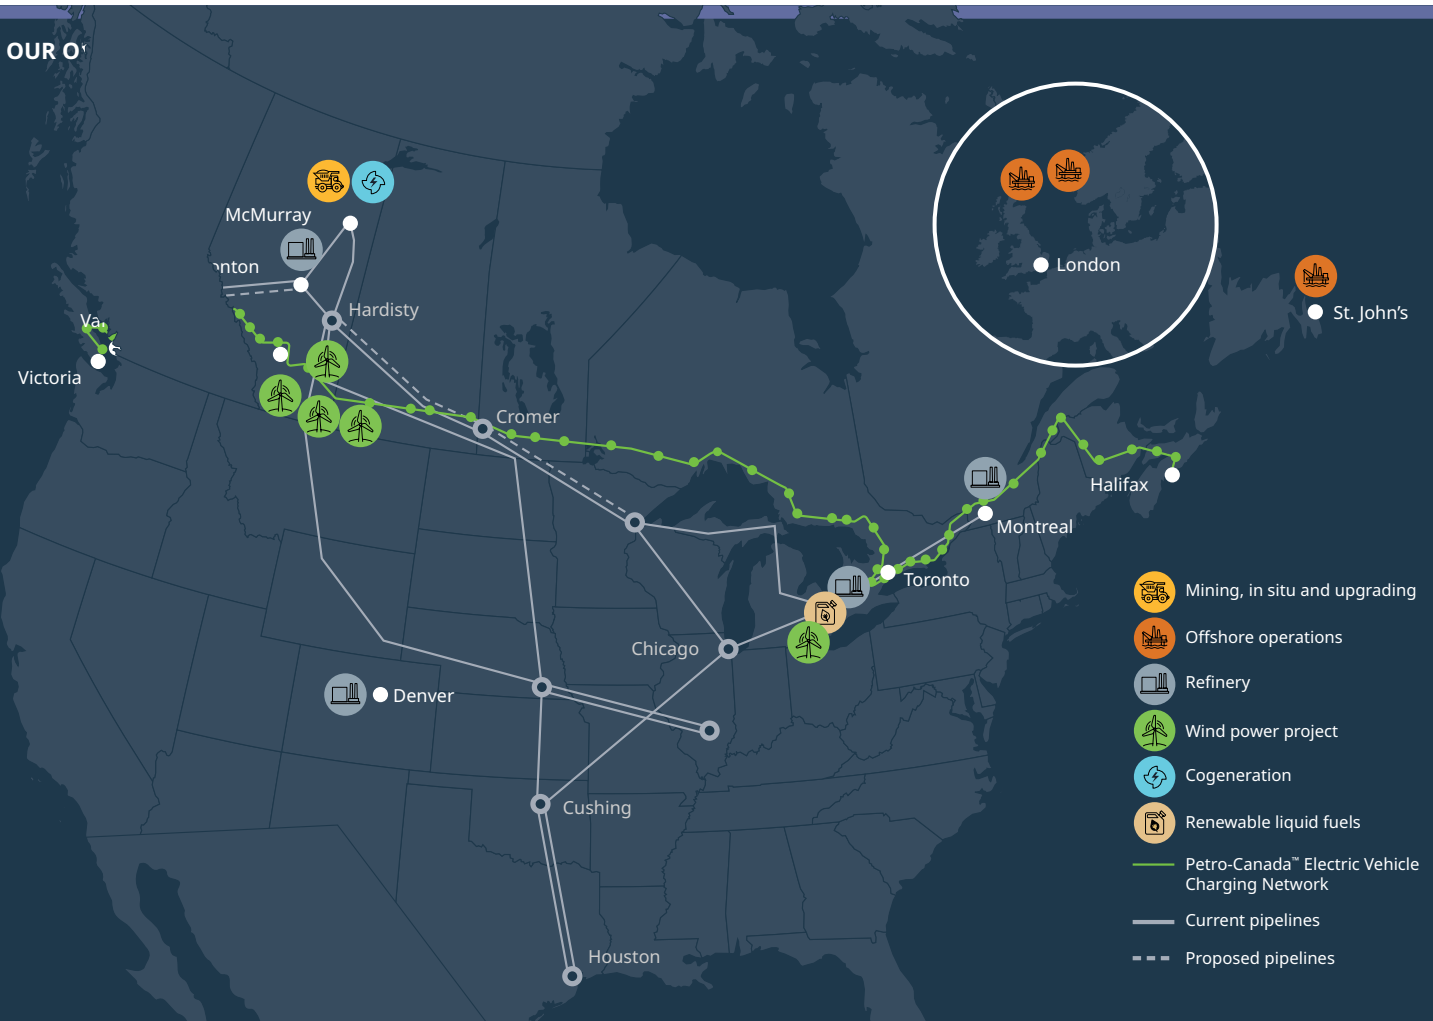 OUR O
McMurray
onton
Hardisty
London
St. John’s
Victoria
Cromer
Halifax
Montreal
Toronto
Chicago
Denver
Cushing
Houston
Mining, in situ and upgrading
Offshore operations
Refinery
Wind power project
Cogeneration
Renewable liquid fuels
Petro-Canada™ Electric Vehicle
Charging Network
Current pipelines
Proposed pipelines